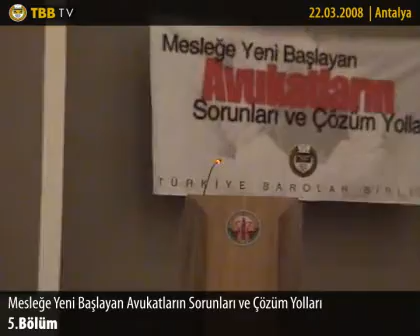 TBB TV
22.03.2008 | Antalya
Mesleğe Yeni Başlayan
Avukatların
Sorunları ve Çözüm Yolla
TÜRKİYE BAROLAR BİRLİ
Mesleğe Yeni Başlayan Avukatların Sorunları ve Çözüm Yolları
5.Bölüm